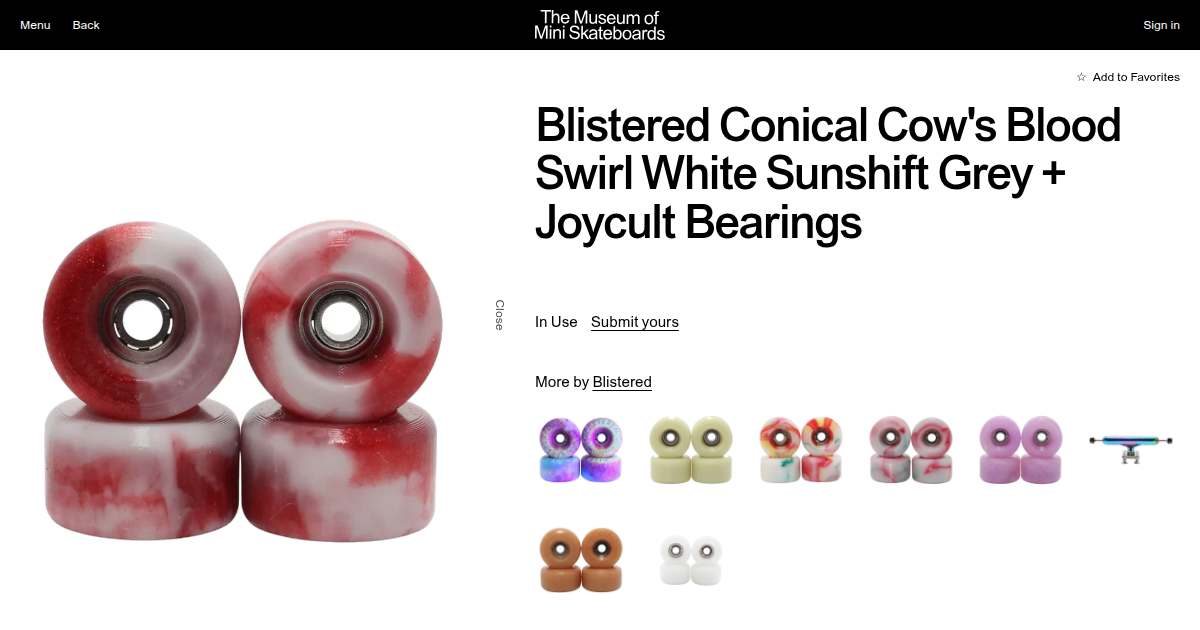 Menu Back
The Museum of
Mini Skateboards
Sign in
☆ Add to Favorites
Blistered Conical Cow's Blood
Swirl White Sunshift Grey +
Joycult Bearings
Close
In Use Submit yours
More by Blistered